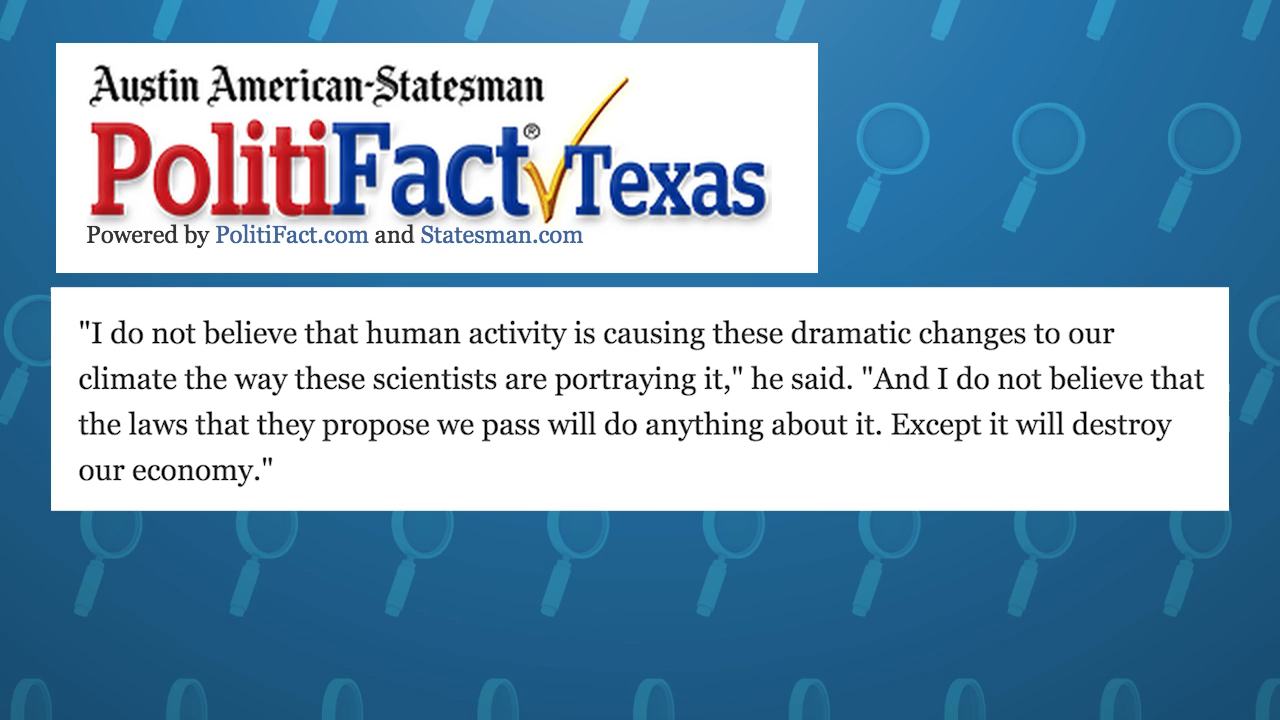 Austin American-Statesman
PolitiFact® Texas
Powered by PolitiFact.com and Statesman.com
"I do not believe that human activity is causing these dramatic changes to our
climate the way these scientists are portraying it," he said. "And I do not believe that
the laws that they propose we pass will do anything about it. Except it will destroy
our economy."